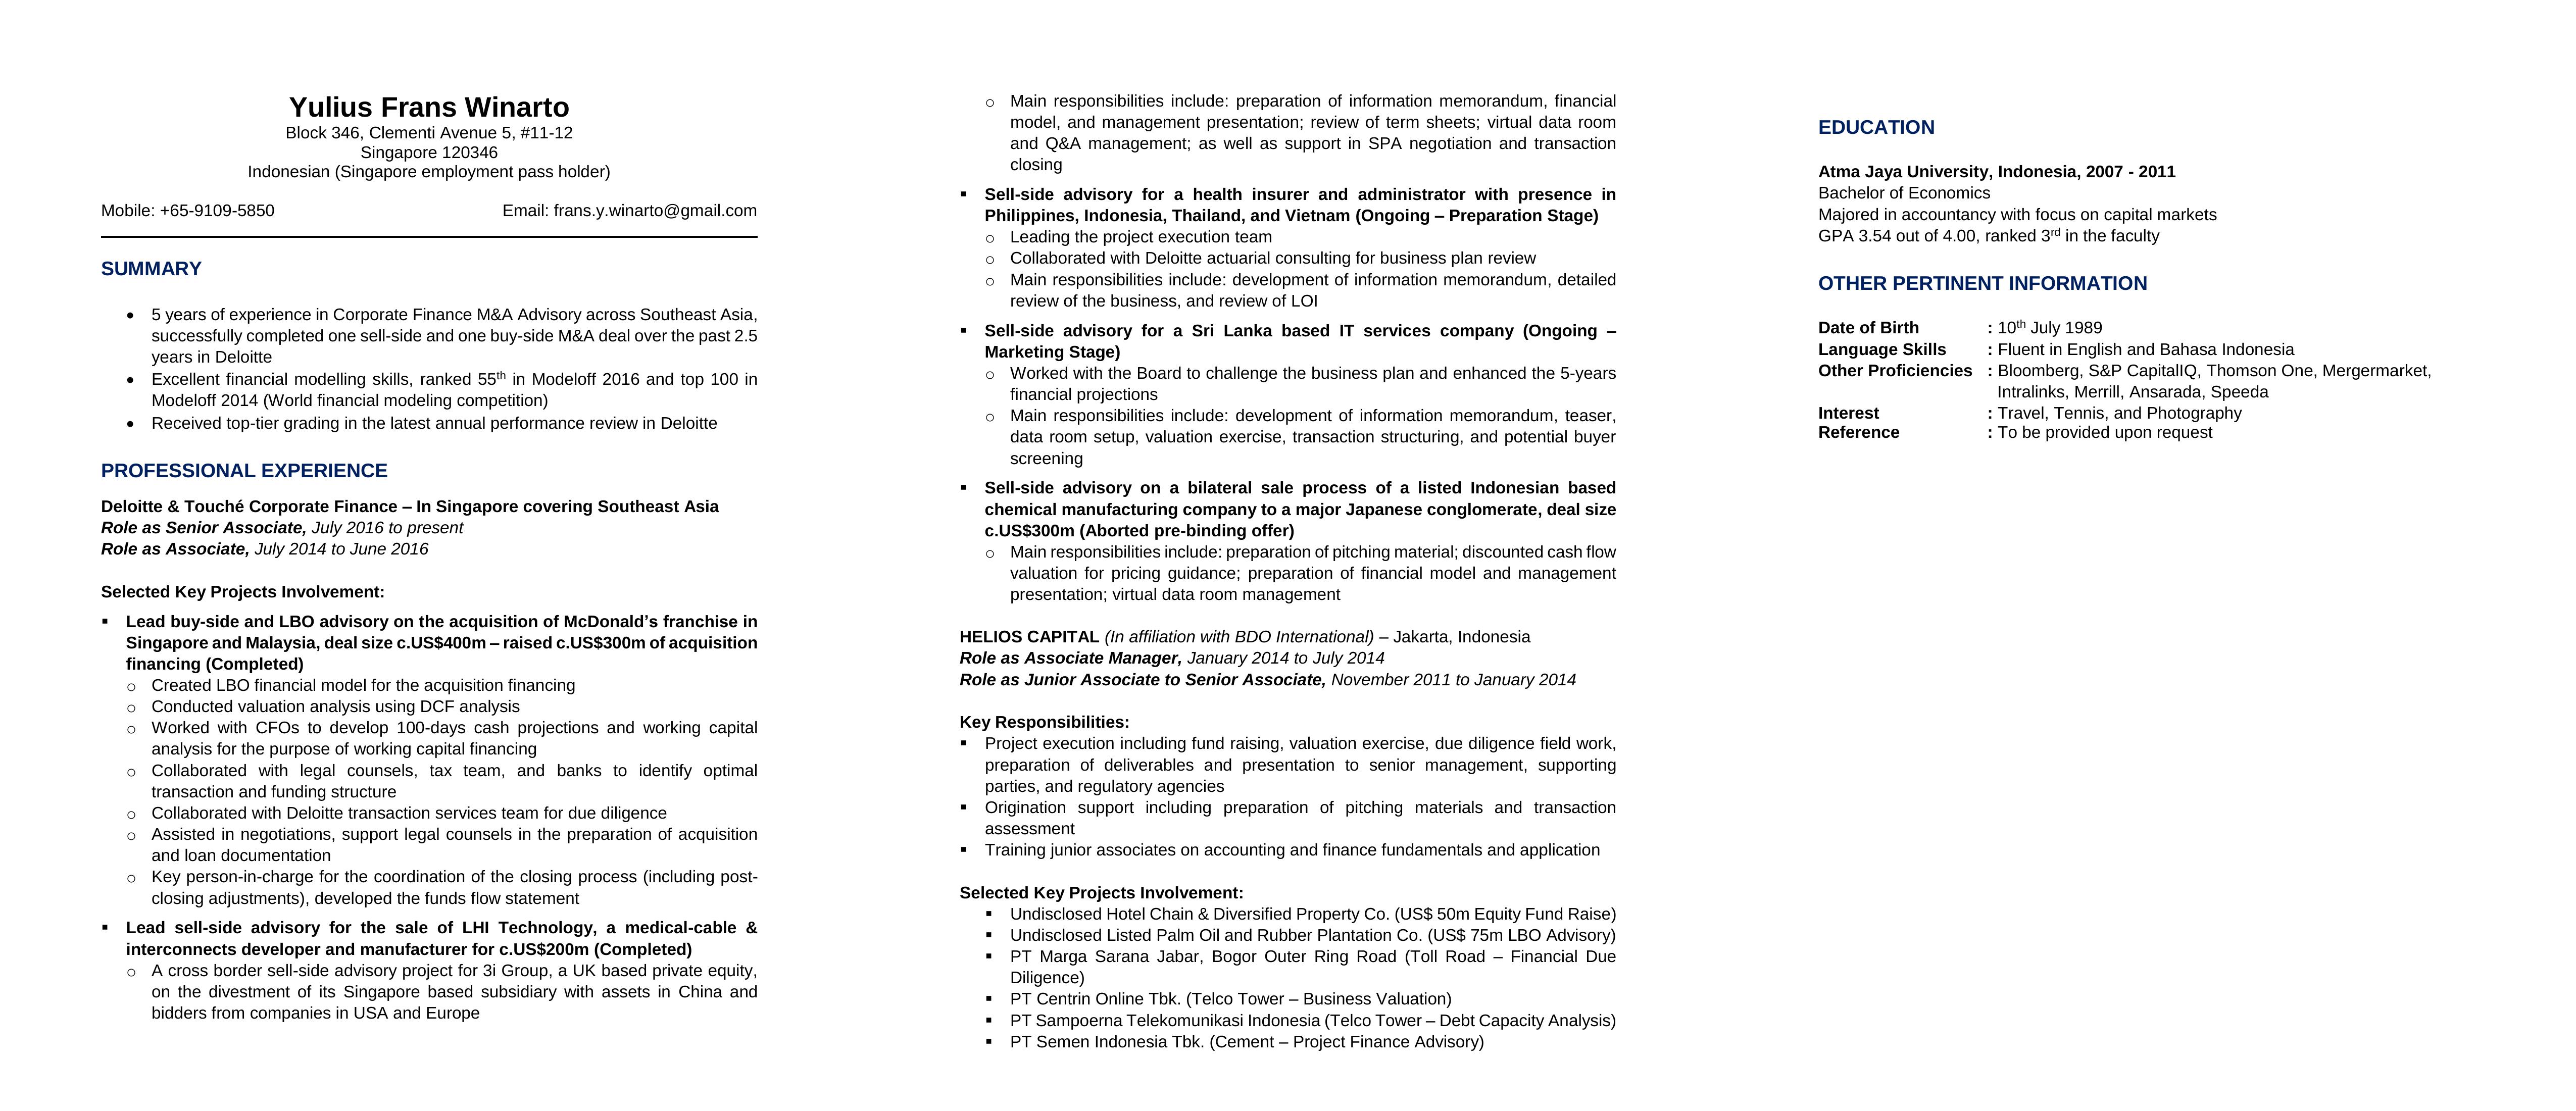 Yulius Frans Winarto
Block 346, Clementi Avenue 5, #11-12
Singapore 120346
Indonesian (Singapore employment pass holder)
Mobile: +65-9109-5850 Email: frans.y.winarto@gmail.com
SUMMARY
• 5 years of experience in Corporate Finance M&A Advisory across Southeast Asia,
successfully completed one sell-side and one buy-side M&A deal over the past 2.5
years in Deloitte
• Excellent financial modelling skills, ranked 55th in Modeloff 2016 and top 100 in
Modeloff 2014 (World financial modeling competition)
• Received top-tier grading in the latest annual performance review in Deloitte
PROFESSIONAL EXPERIENCE
Deloitte & Touché Corporate Finance – In Singapore covering Southeast Asia
Role as Senior Associate, July 2016 to present
Role as Associate, July 2014 to June 2016
Selected Key Projects Involvement:
▪ Lead buy-side and LBO advisory on the acquisition of McDonald’s franchise in
Singapore and Malaysia, deal size c.US$400m – raised c.US$300m of acquisition
financing (Completed)
o Created LBO financial model for the acquisition financing
o Conducted valuation analysis using DCF analysis
o Worked with CFOs to develop 100-days cash projections and working capital
analysis for the purpose of working capital financing
o Collaborated with legal counsels, tax team, and banks to identify optimal
transaction and funding structure
o Collaborated with Deloitte transaction services team for due diligence
o Assisted in negotiations, support legal counsels in the preparation of acquisition
and loan documentation
o Key person-in-charge for the coordination of the closing process (including post-
closing adjustments), developed the funds flow statement
▪ Lead sell-side advisory for the sale of LHI Technology, a medical-cable &
interconnects developer and manufacturer for c.US$200m (Completed)
o A cross border sell-side advisory project for 3i Group, a UK based private equity,
on the divestment of its Singapore based subsidiary with assets in China and
bidders from companies in USA and Europe
o Main responsibilities include: preparation of information memorandum, financial
model, and management presentation; review of term sheets; virtual data room
and Q&A management; as well as support in SPA negotiation and transaction
closing
▪ Sell-side advisory for a health insurer and administrator with presence in
Philippines, Indonesia, Thailand, and Vietnam (Ongoing – Preparation Stage)
o Leading the project execution team
o Collaborated with Deloitte actuarial consulting for business plan review
o Main responsibilities include: development of information memorandum, detailed
review of the business, and review of LOI
▪ Sell-side advisory for a Sri Lanka based IT services company (Ongoing –
Marketing Stage)
o Worked with the Board to challenge the business plan and enhanced the 5-years
financial projections
o Main responsibilities include: development of information memorandum, teaser,
data room setup, valuation exercise, transaction structuring, and potential buyer
screening
▪ Sell-side advisory on a bilateral sale process of a listed Indonesian based
chemical manufacturing company to a major Japanese conglomerate, deal size
c.US$300m (Aborted pre-binding offer)
o Main responsibilities include: preparation of pitching material; discounted cash flow
valuation for pricing guidance; preparation of financial model and management
presentation; virtual data room management
HELIOS CAPITAL (In affiliation with BDO International) – Jakarta, Indonesia
Role as Associate Manager, January 2014 to July 2014
Role as Junior Associate to Senior Associate, November 2011 to January 2014
Key Responsibilities:
▪ Project execution including fund raising, valuation exercise, due diligence field work,
preparation of deliverables and presentation to senior management, supporting
parties, and regulatory agencies
▪ Origination support including preparation of pitching materials and transaction
assessment
▪ Training junior associates on accounting and finance fundamentals and application
Selected Key Projects Involvement:
▪ Undisclosed Hotel Chain & Diversified Property Co. (US$ 50m Equity Fund Raise)
▪ Undisclosed Listed Palm Oil and Rubber Plantation Co. (US$ 75m LBO Advisory)
▪ PT Marga Sarana Jabar, Bogor Outer Ring Road (Toll Road – Financial Due
Diligence)
▪ PT Centrin Online Tbk. (Telco Tower – Business Valuation)
▪ PT Sampoerna Telekomunikasi Indonesia (Telco Tower – Debt Capacity Analysis)
▪ PT Semen Indonesia Tbk. (Cement – Project Finance Advisory)
EDUCATION
Atma Jaya University, Indonesia, 2007 - 2011
Bachelor of Economics
Majored in accountancy with focus on capital markets
GPA 3.54 out of 4.00, ranked 3rd in the faculty
OTHER PERTINENT INFORMATION
Date of Birth : 10th July 1989
Language Skills : Fluent in English and Bahasa Indonesia
Other Proficiencies : Bloomberg, S&P CapitalIQ, Thomson One, Mergermarket,
Intralinks, Merrill, Ansarada, Speeda
Interest : Travel, Tennis, and Photography
Reference : To be provided upon request